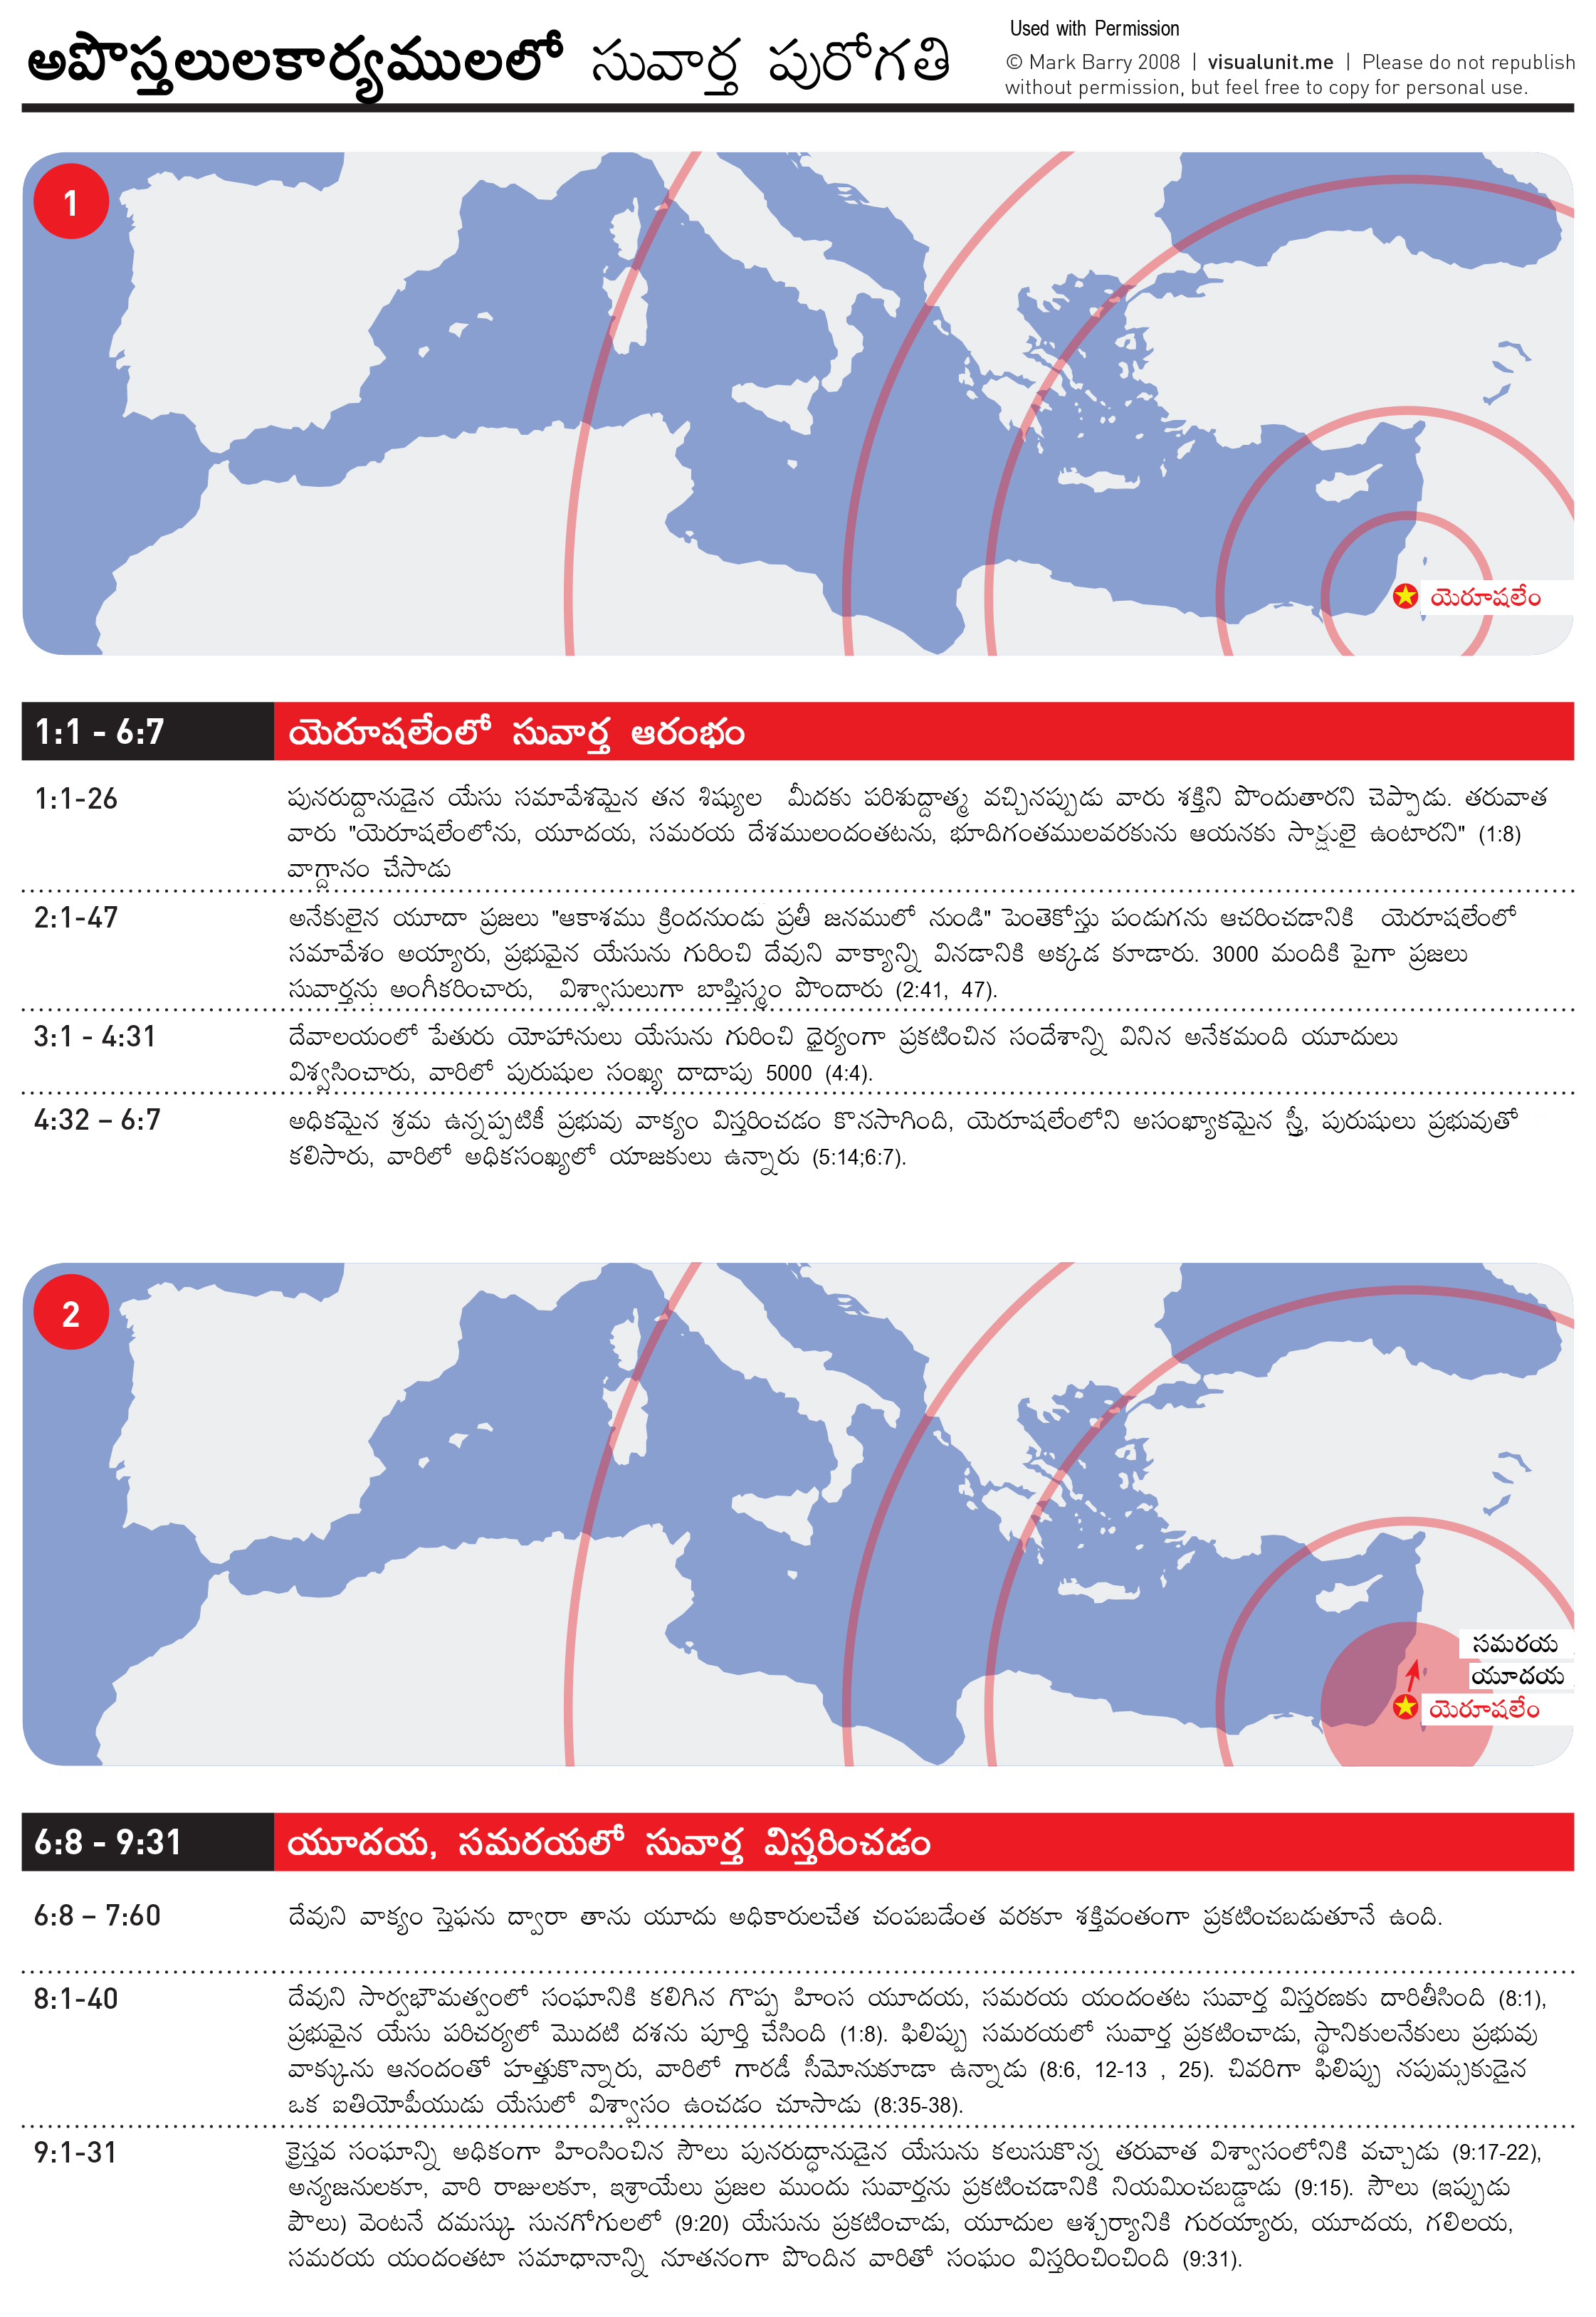 అపొస్తలులకార్యములలో సువార్త పురోగతి
Used with Permission
© Mark Barry 2008 | visualunit.me | Please do not republish
without permission, but feel free to copy for personal use.
1
యెరూషలేం
1:1 - 6:7 యెరూషలేంలో సువార్త ఆరంభం
1:1-26 పునరుద్దానుడైన యేసు సమావేశమైన తన శిష్యుల మీదకు పరిశుద్దాత్మ వచ్చినప్పుడు వారు శక్తిని పొందుతారని చెప్పాడు. తరువాత
వారు "యెరూషలేంలోను, యూదయ, సమరయ దేశములందంతటను, భూదిగంతములవరకును ఆయనకు సాక్షులై ఉంటారని" (1:8)
వాగ్దానం చేసాడు
2:1-47 అనేకులైన యూదా ప్రజలు "ఆకాశము క్రిందనుండు ప్రతీ జనములో నుండి" పెంతెకోస్తు పండుగను ఆచరించడానికి యెరూషలేంలో
సమావేశం అయ్యారు, ప్రభువైన యేసును గురించి దేవుని వాక్యాన్ని వినడానికి అక్కడ కూడారు. 3000 మందికి పైగా ప్రజలు
సువార్తను అంగీకరించారు, విశ్వాసులుగా బాప్తిస్మం పొందారు (2:41, 47).
3:1 - 4:31 దేవాలయంలో పేతురు యోహానులు యేసును గురించి ధైర్యంగా ప్రకటించిన సందేశాన్ని వినిన అనేకమంది యూదులు
విశ్వసించారు, వారిలో పురుషుల సంఖ్య దాదాపు 5000 (4:4).
4:32 – 6:7 అధికమైన శ్రమ ఉన్నప్పటికీ ప్రభువు వాక్యం విస్తరించడం కొనసాగింది, యెరూషలేంలోని అసంఖ్యాకమైన స్త్రీ, పురుషులు ప్రభువుతో
కలిసారు, వారిలో అధికసంఖ్యలో యాజకులు ఉన్నారు (5:14;6:7).
2
సమరయ
యూదయ
యెరూషలేం
6:8 - 9:31 యూదయ, సమరయలో సువార్త విస్తరించడం
6:8 – 7:60 దేవుని వాక్యం స్తెఫను ద్వారా తాను యూదు అధికారులచేత చంపబడేంత వరకూ శక్తివంతంగా ప్రకటించబడుతూనే ఉంది.
8:1-40 దేవుని సార్వభౌమత్వంలో సంఘానికి కలిగిన గొప్ప హింస యూదయ, సమరయ యందంతట సువార్త విస్తరణకు దారితీసింది (8:1),
ప్రభువైన యేసు పరిచర్యలో మొదటి దశను పూర్తి చేసింది (1:8). ఫిలిప్పు సమరయలో సువార్త ప్రకటించాడు, స్థానికులనేకులు ప్రభువు
వాక్కును ఆనందంతో హత్తుకొన్నారు, వారిలో గారడీ సీమోనుకూడా ఉన్నాడు (8:6, 12-13 , 25). చివరిగా ఫిలిప్పు నపుమ్సకుడైన
ఒక ఐతియోపీయుడు యేసులో విశ్వాసం ఉంచడం చూసాడు (8:35-38).
9:1-31 క్రైస్తవ సంఘాన్ని అధికంగా హింసించిన సౌలు పునరుద్ధానుడైన యేసును కలుసుకొన్న తరువాత విశ్వాసంలోనికి వచ్చాడు (9:17-22),
అన్యజనులకూ, వారి రాజులకూ, ఇశ్రాయేలు ప్రజల ముందు సువార్తను ప్రకటించడానికి నియమించబడ్డాడు (9:15). సౌలు (ఇప్పుడు
పౌలు) వెంటనే దమస్కు సునగోగులలో (9:20) యేసును ప్రకటించాడు, యూదుల ఆశ్చర్యానికి గురయ్యారు, యూదయ, గలిలయ,
సమరయ యందంతటా సమాధానాన్ని నూతనంగా పొందిన వారితో సంఘం విస్తరించించింది (9:31).